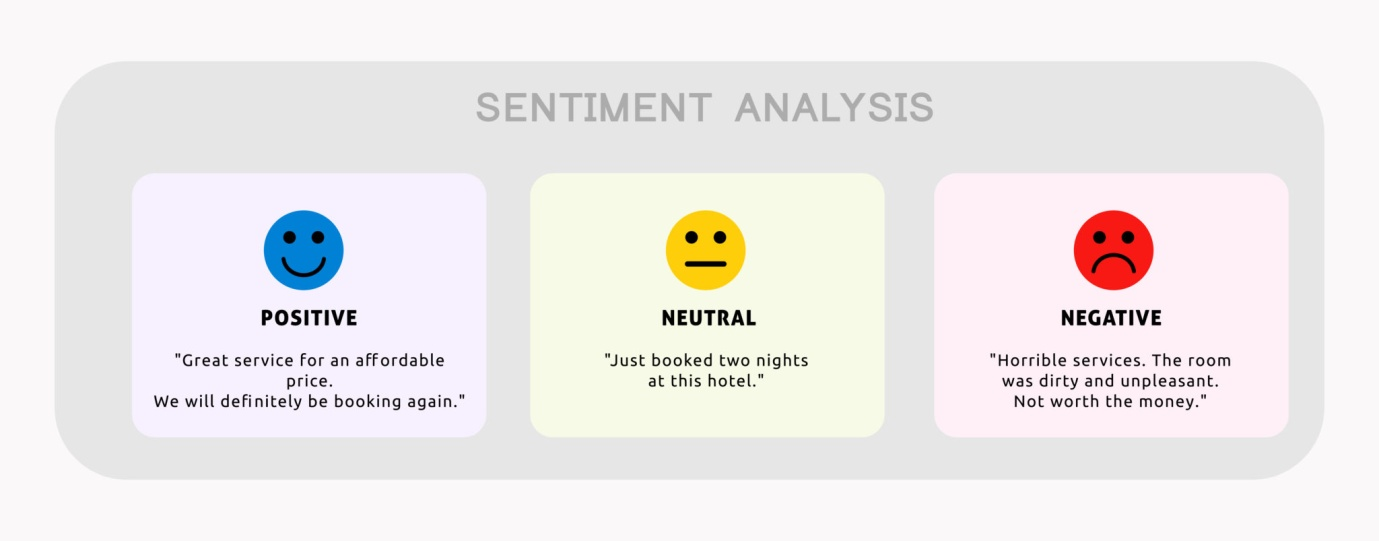 SENTIMENT ANALYSIS
POSITIVE
"Great service for an affordable
price.
We will definitely be booking again."
NEUTRAL
"Just booked two nights
at this hotel."
NEGATIVE
"Horrible services. The room
was dirty and unpleasant.
Not worth the money."